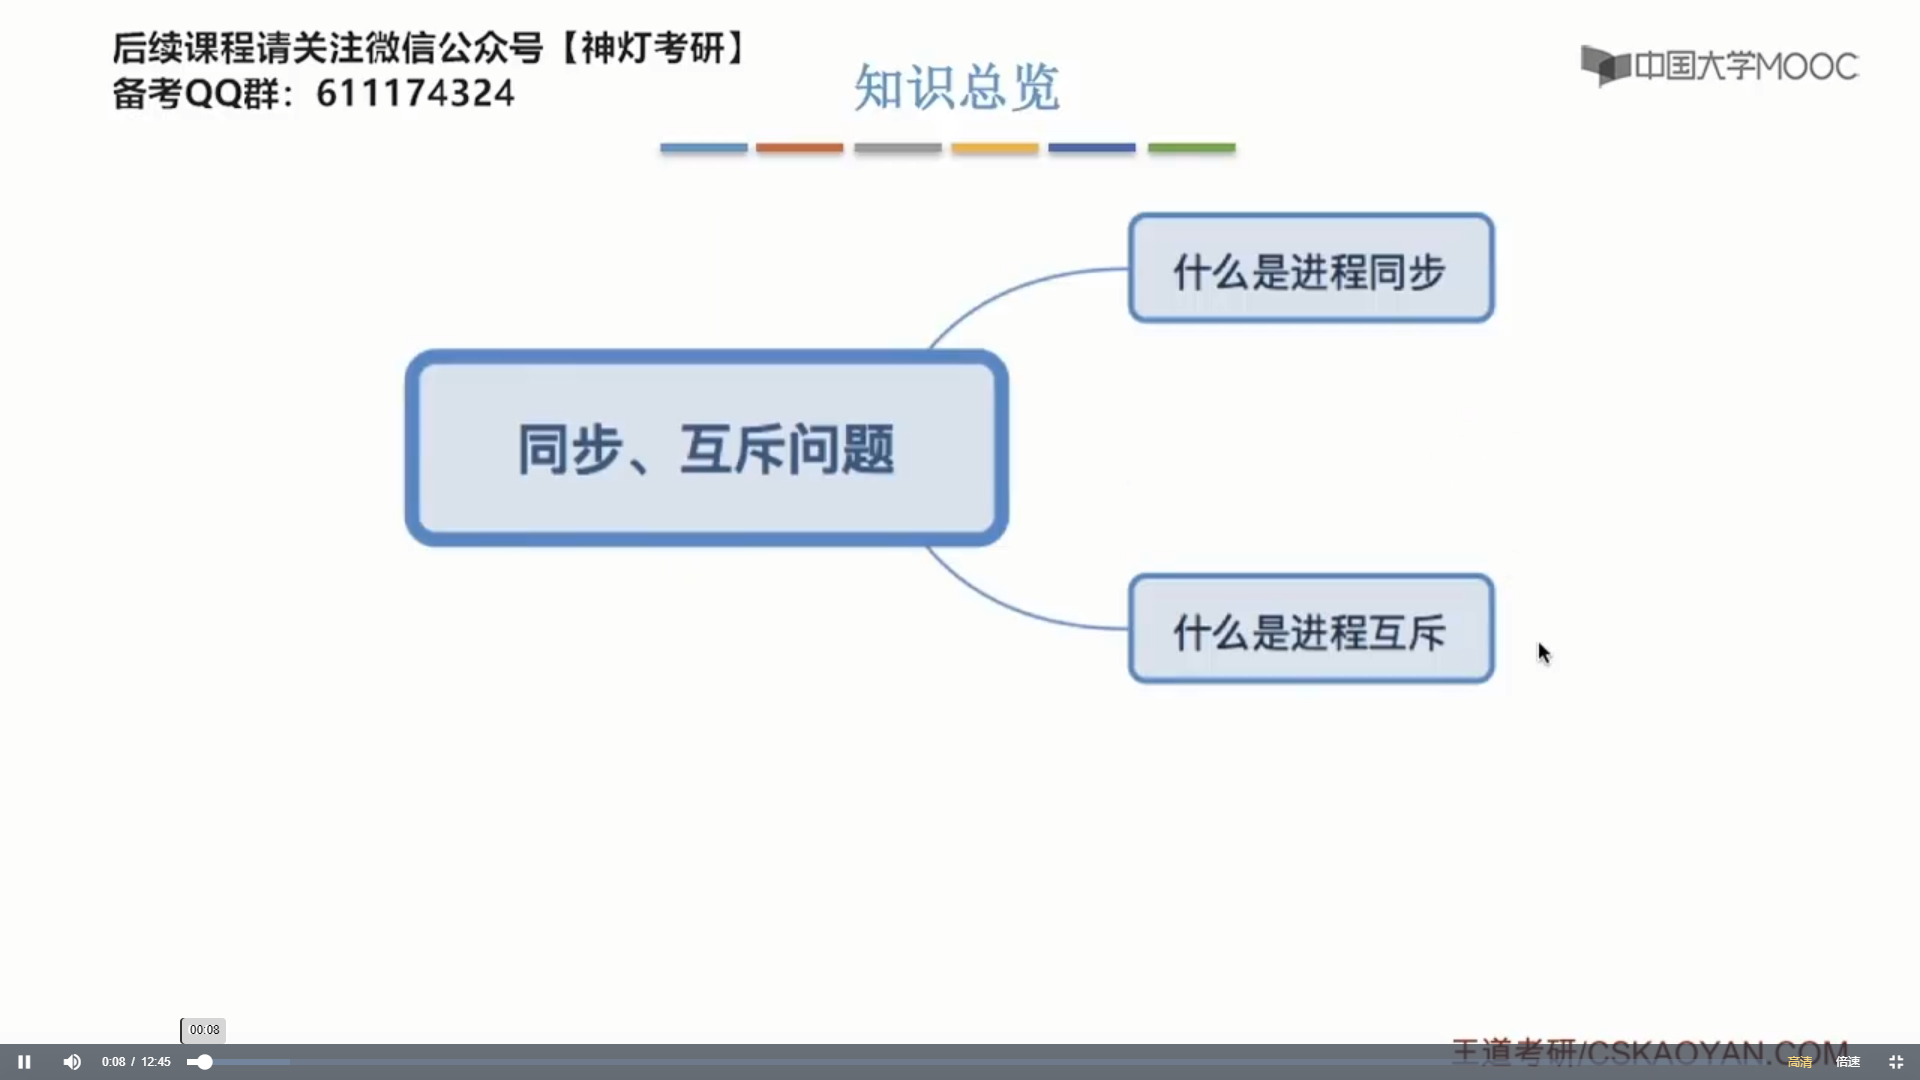 后续课程请关注微信公众号【神灯考研】
备考QQ群：611174324
知识总览
中国大学MOOC
什么是进程同步
同步、互斥问题
什么是进程互斥
00:08
王道考研/CSKAOYAN.COM
0:08 / 12:45
高清
倍速